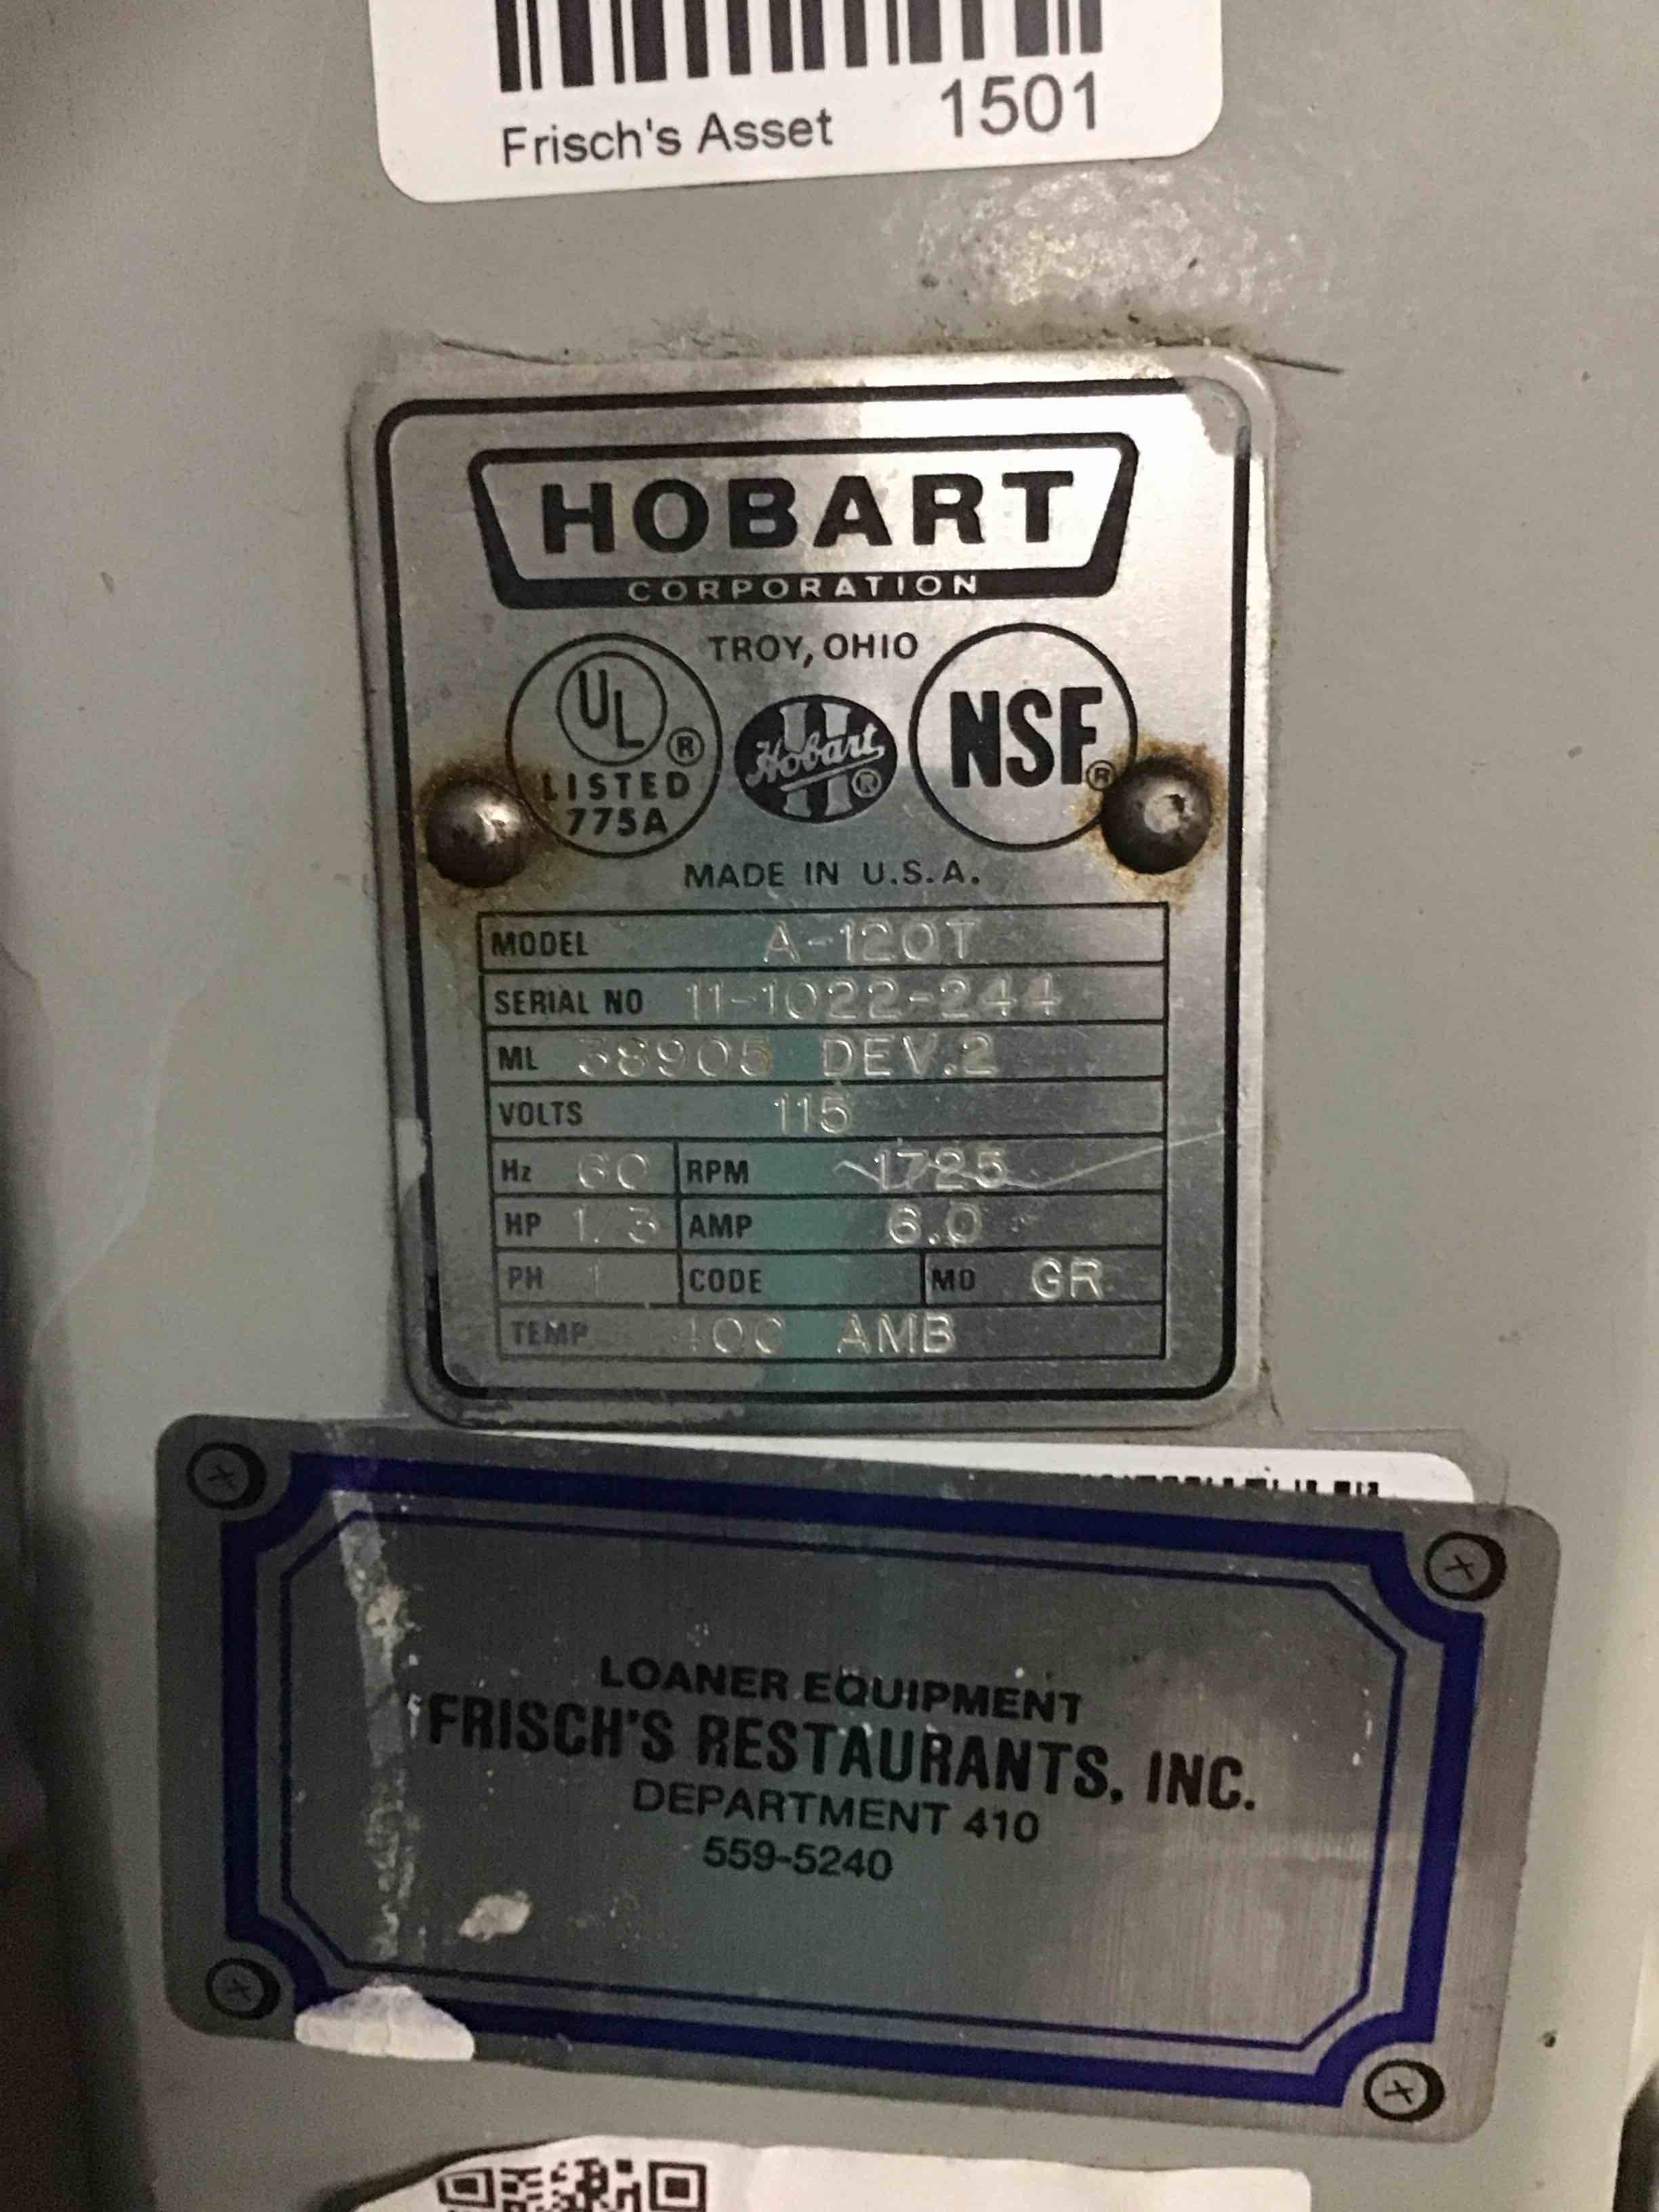 Frisch's Asset 1501
HOBART
CORPORATION
TROY, OHIO
UL ®
LISTED
775A
Hobart ®
NSF ®
MADE IN U.S.A.
MODEL A-120T
SERIAL NO 11-1022-244
ML 38905 DEV.2
VOLTS 115
Hz 60 RPM 1725
HP 1/3 AMP 6.0
PH 1 CODE MO GR
TEMP 40C AMB
LOANER EQUIPMENT
FRISCH'S RESTAURANTS, INC.
DEPARTMENT 410
559-5240